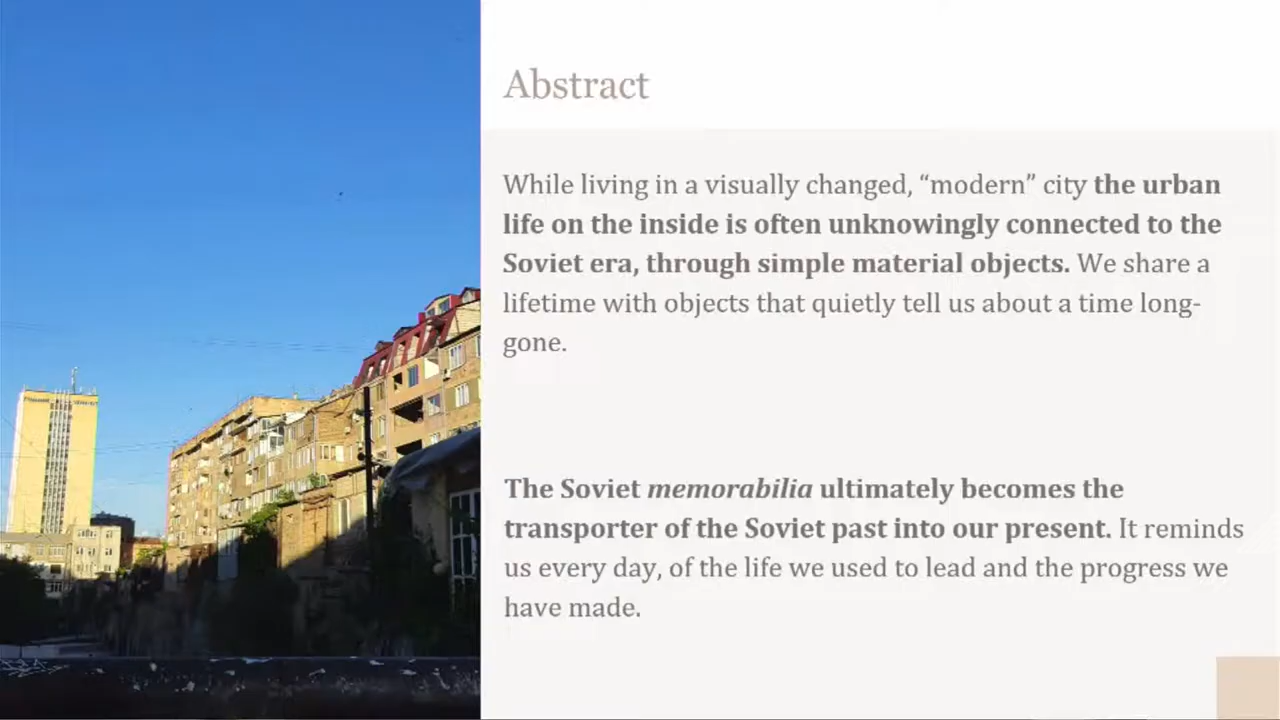 Abstract
While living in a visually changed, “modern” city the urban
life on the inside is often unknowingly connected to the
Soviet era, through simple material objects. We share a
lifetime with objects that quietly tell us about a time long-
gone.
The Soviet memorabilia ultimately becomes the
transporter of the Soviet past into our present. It reminds
us every day, of the life we used to lead and the progress we
have made.